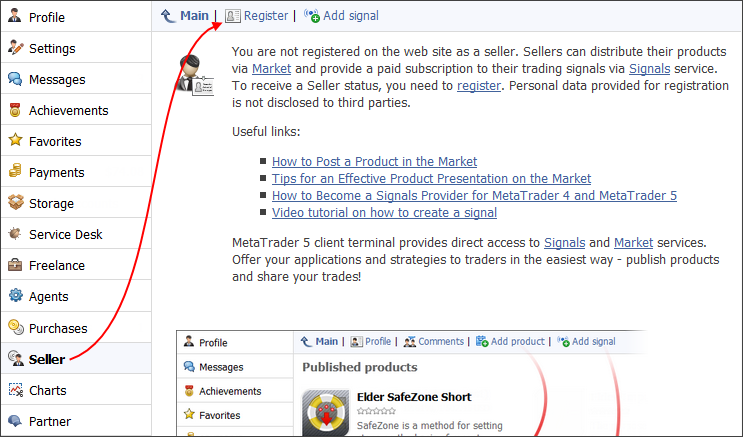 Profile
Settings
Messages
Achievements
Favorites
Payments
Storage
Service Desk
Freelance
Agents
Purchases
Seller
Charts
Partner
Main | Register | Add signal
You are not registered on the web site as a seller. Sellers can distribute their products
via Market and provide a paid subscription to their trading signals via Signals service.
To receive a Seller status, you need to register. Personal data provided for registration
is not disclosed to third parties.
Useful links:
How to Post a Product in the Market
Tips for an Effective Product Presentation on the Market
How to Become a Signals Provider for MetaTrader 4 and MetaTrader 5
Video tutorial on how to create a signal
MetaTrader 5 client terminal provides direct access to Signals and Market services.
Offer your applications and strategies to traders in the easiest way - publish products
and share your trades!
Profile
Messages
Achievements
Favorites
Main | Profile | Comments | Add product | Add signal
Published products
Elder SafeZone Short
SafeZone is a method for setting